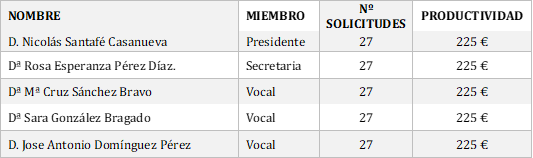 NOMBRE MIEMBRO Nº SOLICITUDES PRODUCTIVIDAD
D. Nicolás Santafé Casanueva Presidente 27 225 €
Dª Rosa Esperanza Pérez Díaz. Secretaria 27 225 €
Dª Mª Cruz Sánchez Bravo Vocal 27 225 €
Dª Sara González Bragado Vocal 27 225 €
D. Jose Antonio Domínguez Pérez Vocal 27 225 €